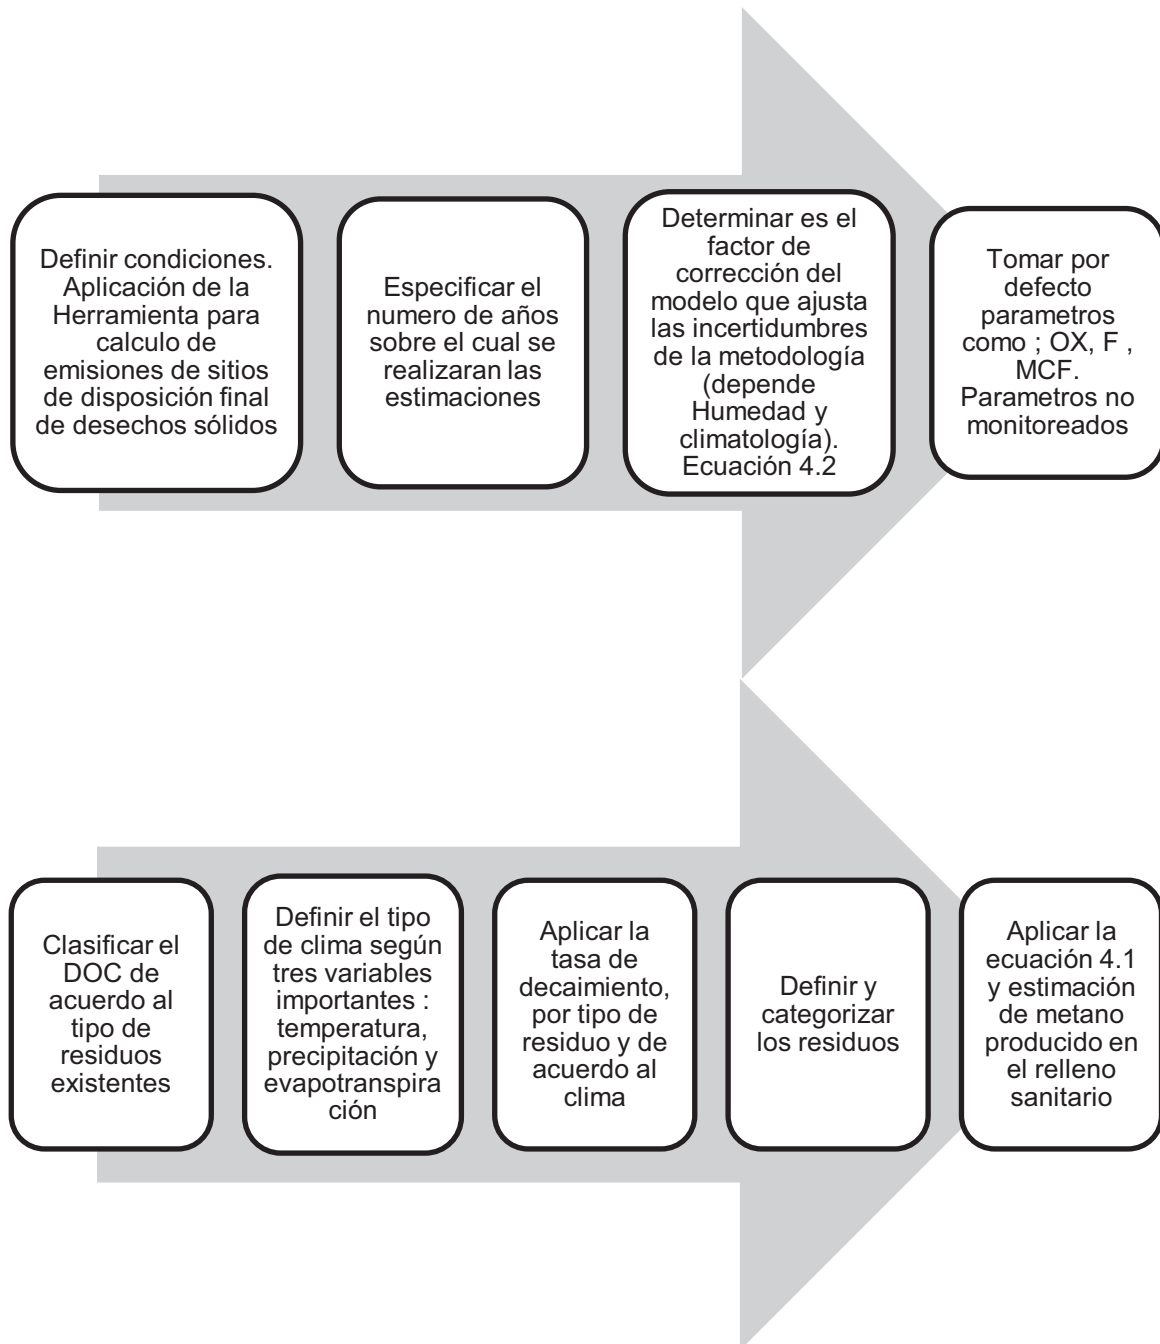 Definir condiciones.
Aplicación de la
Herramienta para
calculo de
emisiones de sitios
de disposición final
de desechos sólidos
Especificar el
numero de años
sobre el cual se
realizaran las
estimaciones
Determinar es el
factor de
corrección del
modelo que ajusta
las incertidumbres
de la metodología
(depende
Humedad y
climatología).
Ecuación 4.2
Tomar por
defecto
parametros
como ; OX, F ,
MCF.
Parametros no
monitoreados
Clasificar el
DOC de
acuerdo al
tipo de
residuos
existentes
Definir el tipo
de clima según
tres variables
importantes :
temperatura,
precipitación y
evapotranspira
ción
Aplicar la
tasa de
decaimiento,
por tipo de
residuo y de
acuerdo al
clima
Definir y
categorizar
los residuos
Aplicar la
ecuación 4.1
y estimación
de metano
producido en
el relleno
sanitario